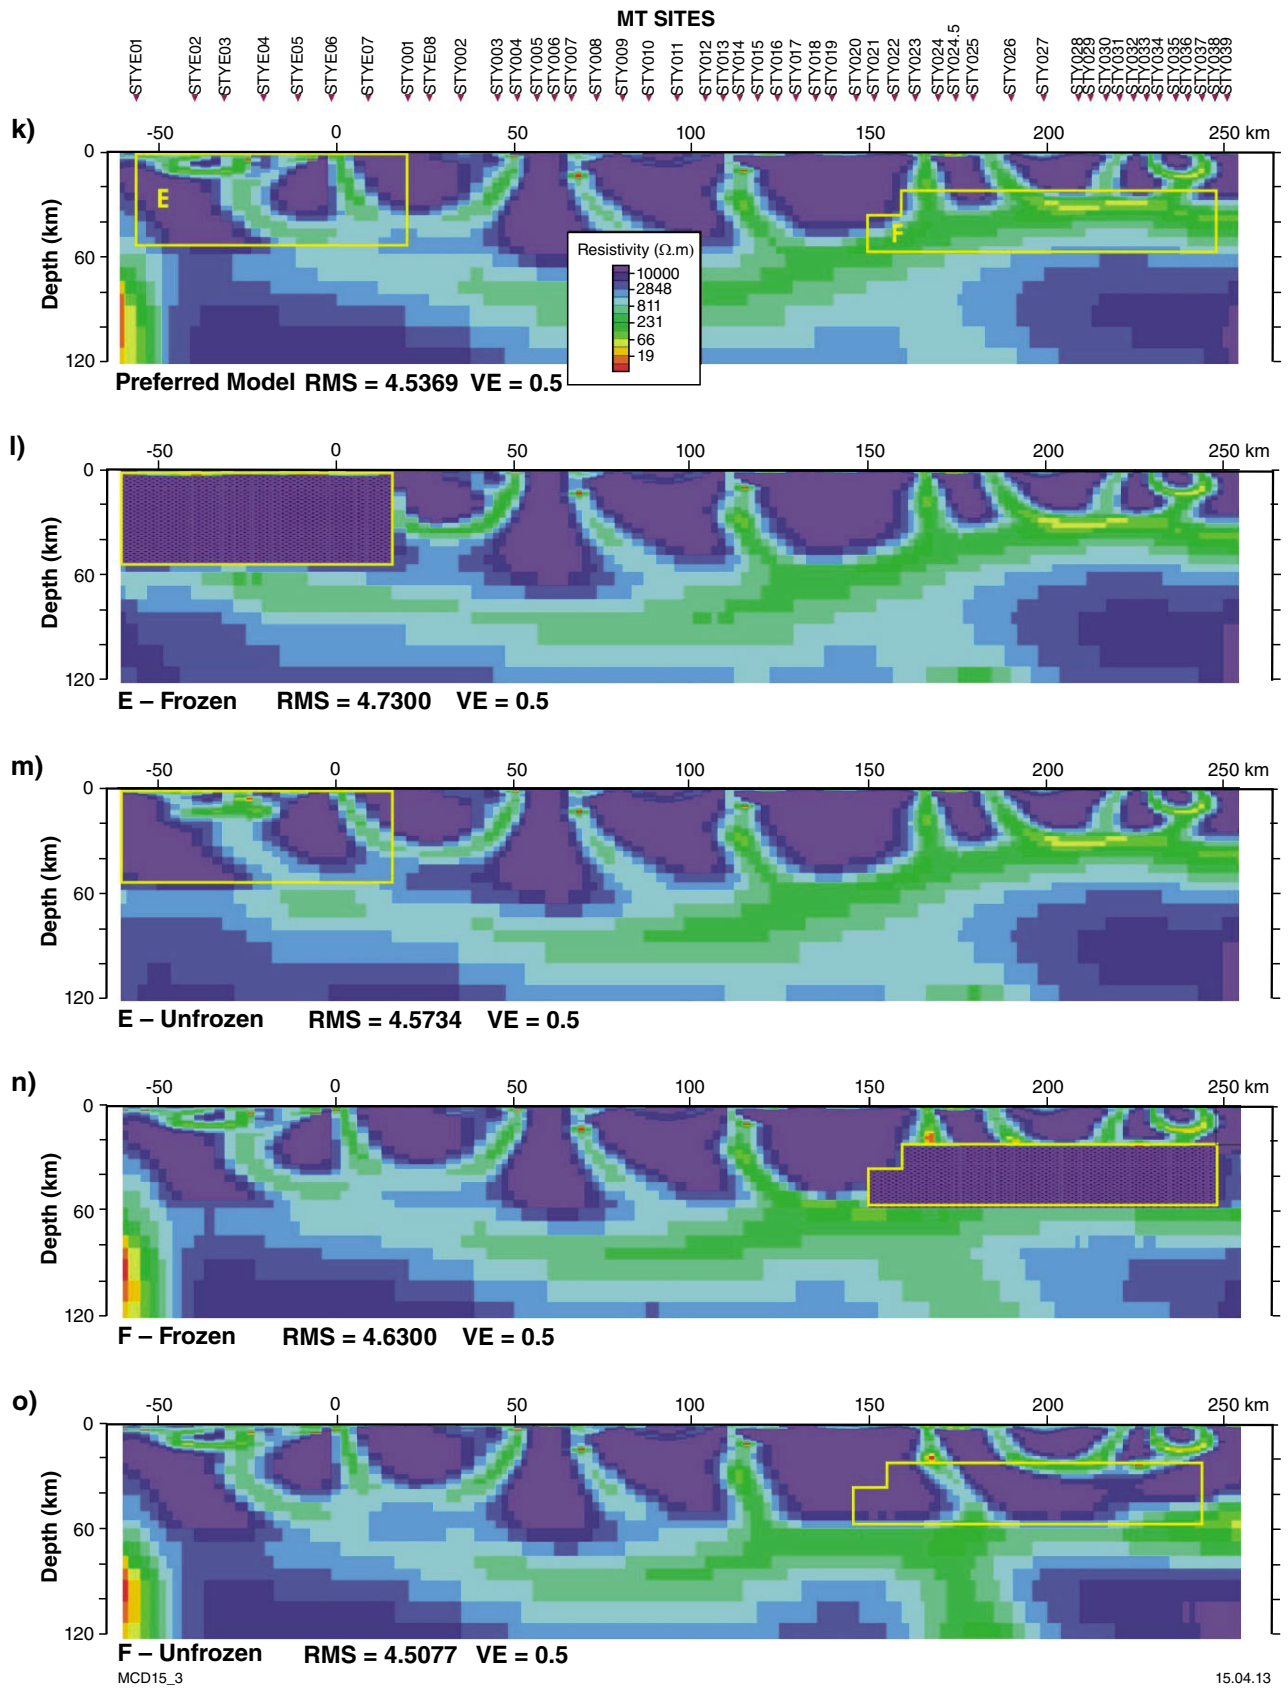 MT SITES
STYE01 STYE02 STYE03 STYE04 STYE05 STYE06 STYE07 STY001 STYE08 STY002 STY003 STY004 STY005 STY006 STY007 STY008 STY009 STY010 STY011 STY012 STY013 STY014 STY015 STY016 STY017 STY018 STY019 STY020 STY021 STY022 STY023 STY024 STY024.5 STY025 STY026 STY027 STY028 STY029 STY030 STY031 STY032 STY033 STY034 STY035 STY036 STY037 STY038 STY039
k)
-50 0 50 100 150 200 250 km
0
60
120
Depth (km)
E
F
Resistivity (Ω.m)
10000
2848
811
231
66
19
Preferred Model RMS = 4.5369 VE = 0.5
l)
-50 0 50 100 150 200 250 km
0
60
120
Depth (km)
E – Frozen RMS = 4.7300 VE = 0.5
m)
-50 0 50 100 150 200 250 km
0
60
120
Depth (km)
E – Unfrozen RMS = 4.5734 VE = 0.5
n)
-50 0 50 100 150 200 250 km
0
60
120
Depth (km)
F – Frozen RMS = 4.6300 VE = 0.5
o)
-50 0 50 100 150 200 250 km
0
60
120
Depth (km)
F – Unfrozen RMS = 4.5077 VE = 0.5
MCD15_3 15.04.13